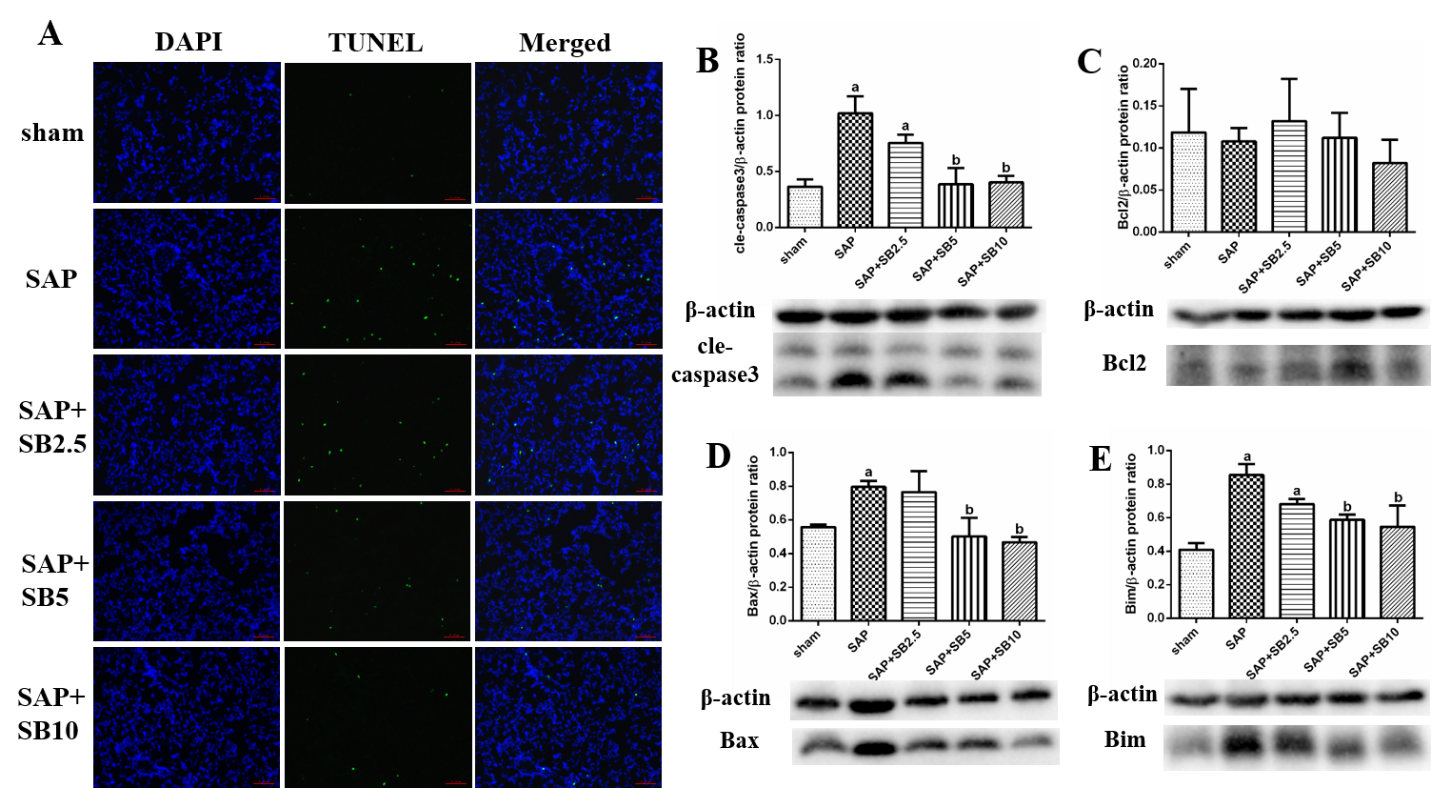 A
DAPI
TUNEL
Merged
sham
SAP
SAP+
SB2.5
SAP+
SB5
SAP+
SB10
B
cle-caspase3/β-actin protein ratio
1.5
1.0
0.5
0.0
a
a
b
b
sham
SAP
SAP+SB2.5
SAP+SB5
SAP+SB10
β-actin
cle-
caspase3
C
Bcl2/β-actin protein ratio
0.20
0.15
0.10
0.05
0.00
sham
SAP
SAP+SB2.5
SAP+SB5
SAP+SB10
β-actin
Bcl2
D
Bax/β-actin protein ratio
1.0
0.8
0.6
0.4
0.2
0.0
a
b
b
sham
SAP
SAP+SB2.5
SAP+SB5
SAP+SB10
β-actin
Bax
E
Bim/β-actin protein ratio
1.0
0.8
0.6
0.4
0.2
0.0
a
a
b
b
sham
SAP
SAP+SB2.5
SAP+SB5
SAP+SB10
β-actin
Bim